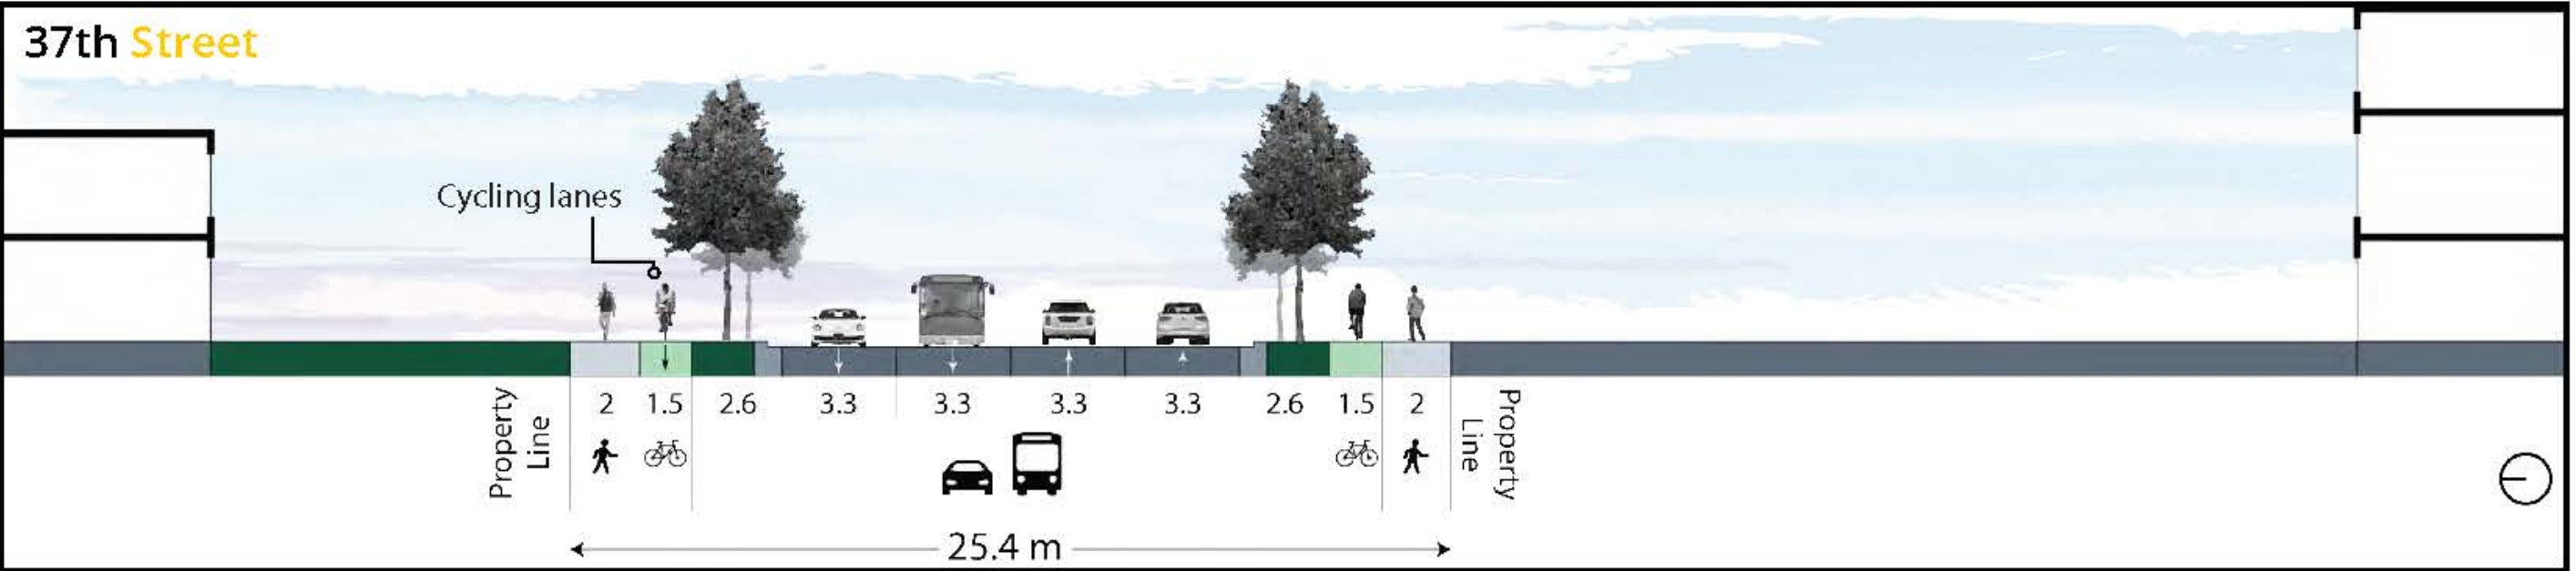 37th Street
Cycling lanes
Property
Line
2
1.5
2.6
3.3
3.3
3.3
3.3
2.6
1.5
2
Property
Line
25.4 m